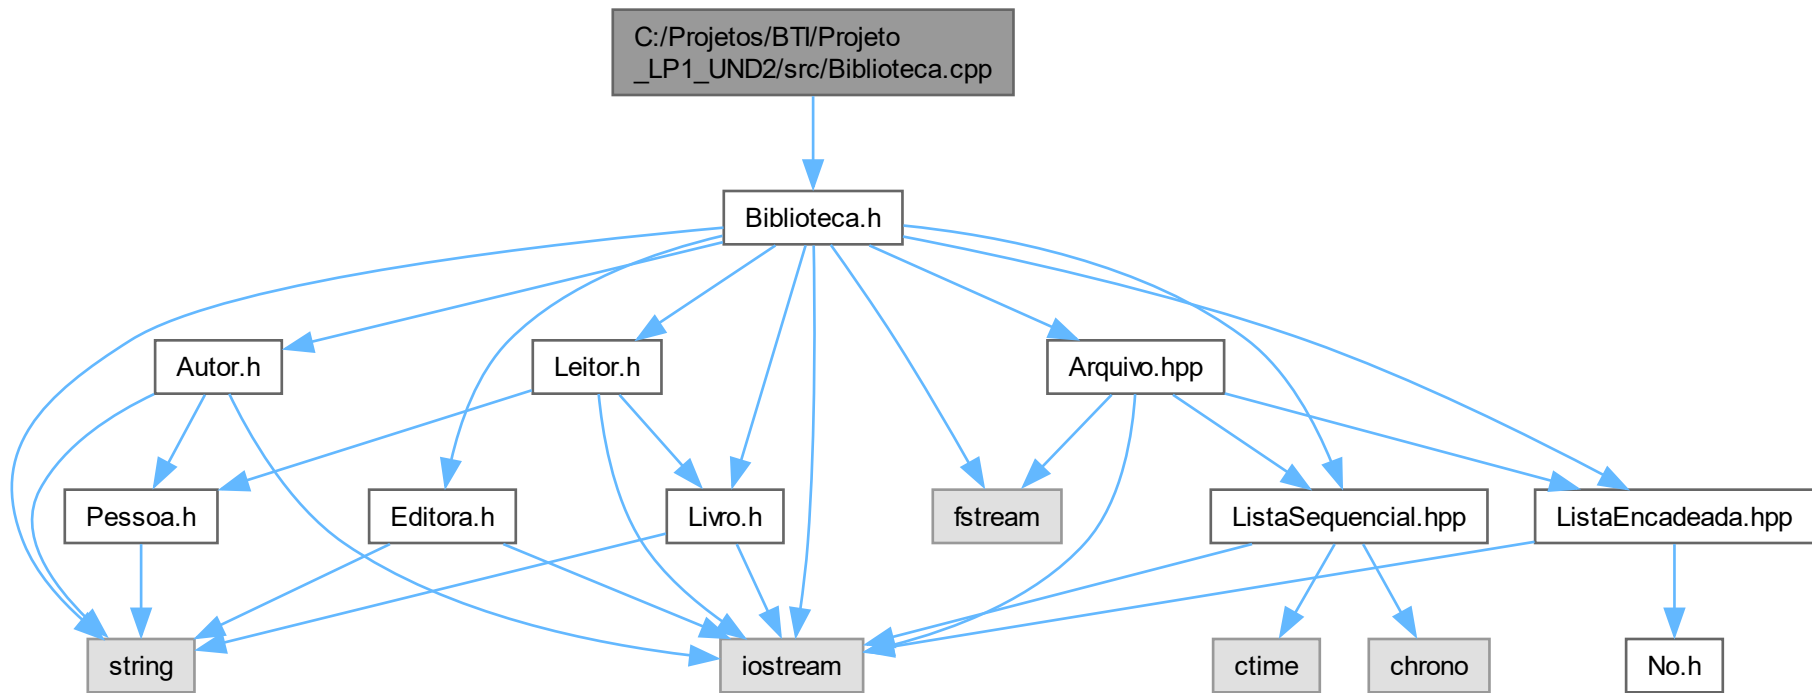 C:/Projetos/BTI/Projeto
_LP1_UND2/src/Biblioteca.cpp
Biblioteca.h
Autor.h
Leitor.h
Arquivo.hpp
Pessoa.h
Editora.h
Livro.h
fstream
ListaSequencial.hpp
ListaEncadeada.hpp
string
iostream
ctime
chrono
No.h